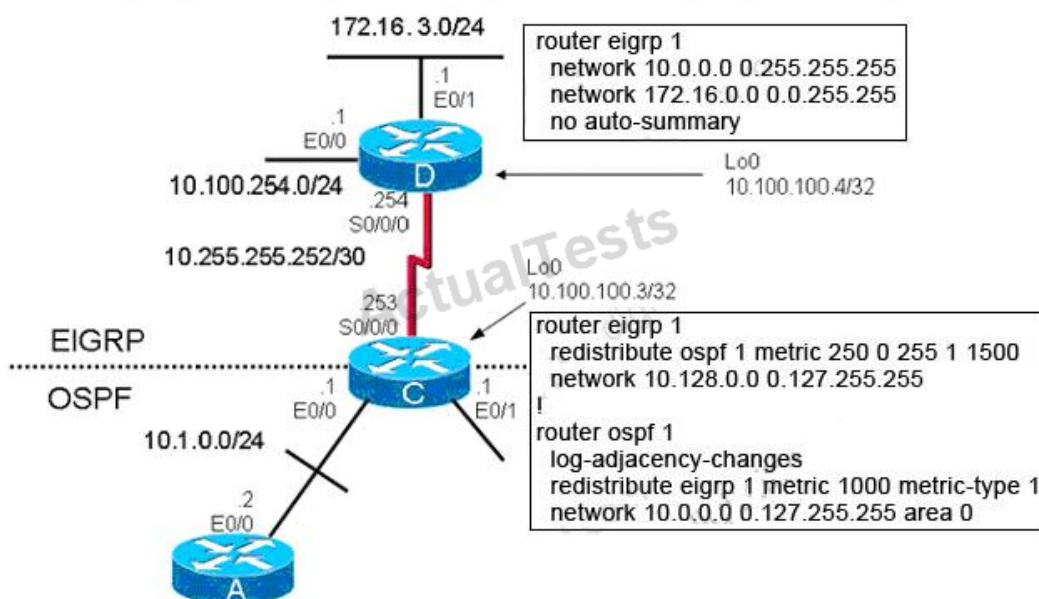 172.16. 3.0/24
.1
E0/1
router eigrp 1
network 10.0.0.0 0.255.255.255
network 172.16.0.0 0.0.255.255
no auto-summary
.1
E0/0
D
10.100.254.0/24
Lo0
10.100.100.4/32
.254
S0/0/0
10.255.255.252/30
ActualTests
Lo0
10.100.100.3/32
.253
S0/0/0
EIGRP
OSPF
C
.1
E0/0
.1
E0/1
router eigrp 1
redistribute ospf 1 metric 250 0 255 1 1500
network 10.128.0.0 0.127.255.255
!
router ospf 1
log-adjacency-changes
redistribute eigrp 1 metric 1000 metric-type 1
network 10.0.0.0 0.127.255.255 area 0
10.1.0.0/24
.2
E0/0
A